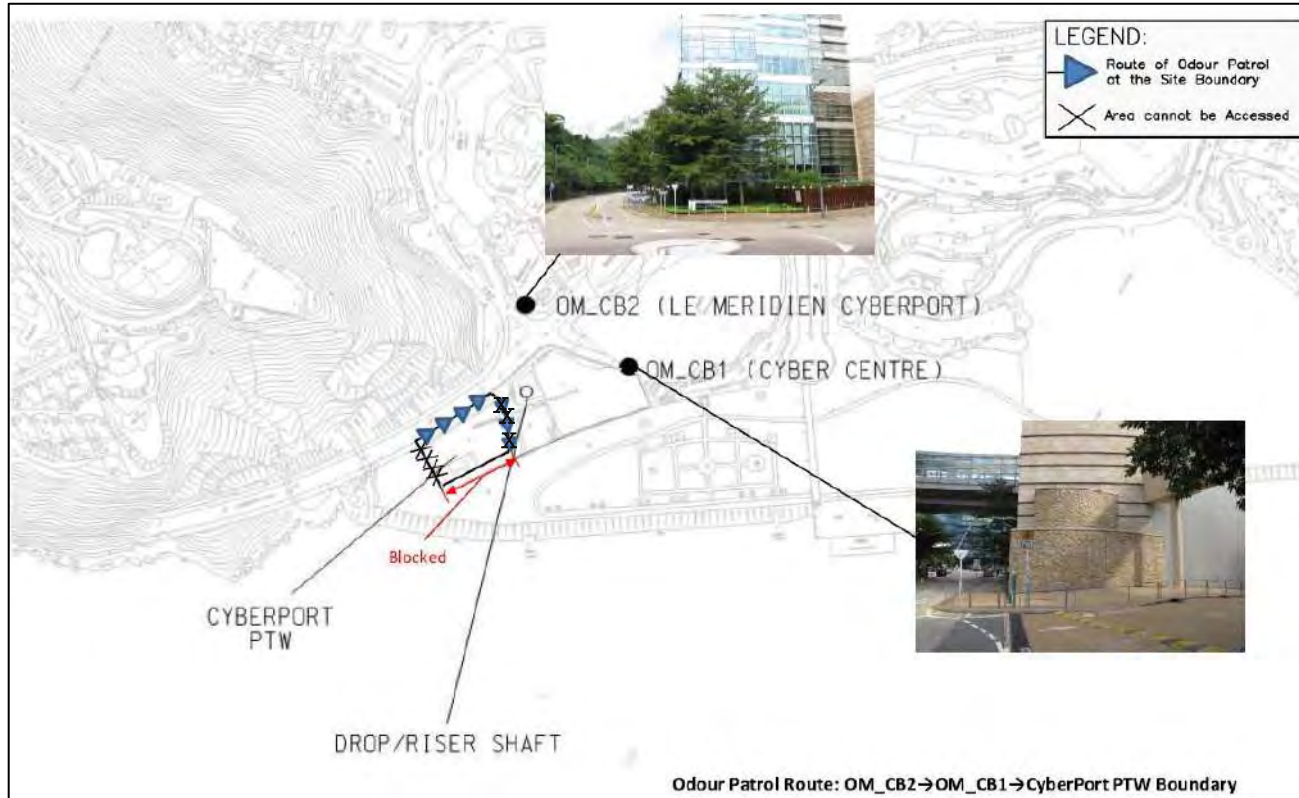 LEGEND:
Route of Odour Patrol
at the Site Boundary
Area cannot be Accessed
OM_CB2 (LE MERIDIEN CYBERPORT)
OM_CB1 (CYBER CENTRE)
X
X
X
Blocked
CYBERPORT
PTW
DROP/RISER SHAFT
Odour Patrol Route: OM_CB2→OM_CB1→CyberPort PTW Boundary